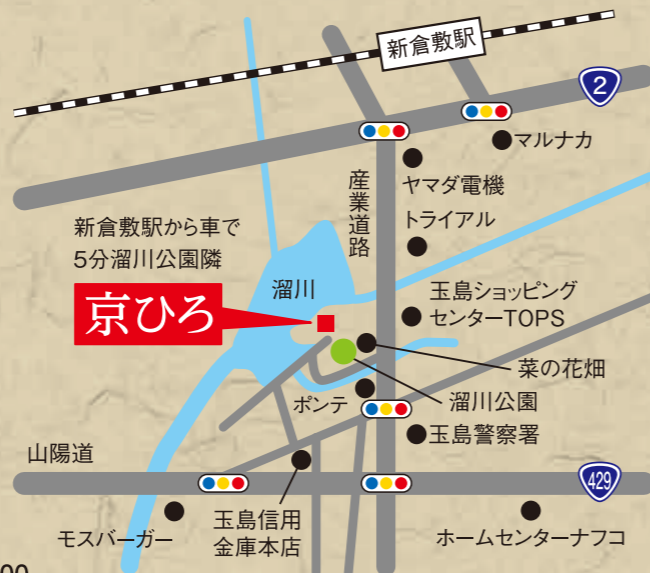 新倉敷駅
2
マルナカ
ヤマダ電機
産業道路
トライアル
新倉敷駅から車で
5分溜川公園隣
溜川
京ひろ
玉島ショッピング
センターTOPS
菜の花畑
ポンテ
溜川公園
玉島警察署
山陽道
429
モスバーガー
玉島信用
金庫本店
ホームセンターナフコ
00